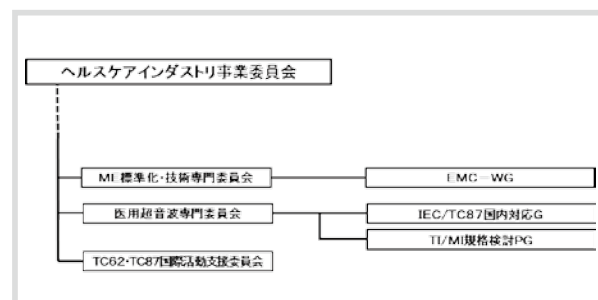 ヘルスケアインダストリ事業委員会
ME標準化・技術専門委員会
EMC-WG
医用超音波専門委員会
IEC/TC87国内対応G
TI/MI規格検討PG
TC62・TC87国際活動支援委員会